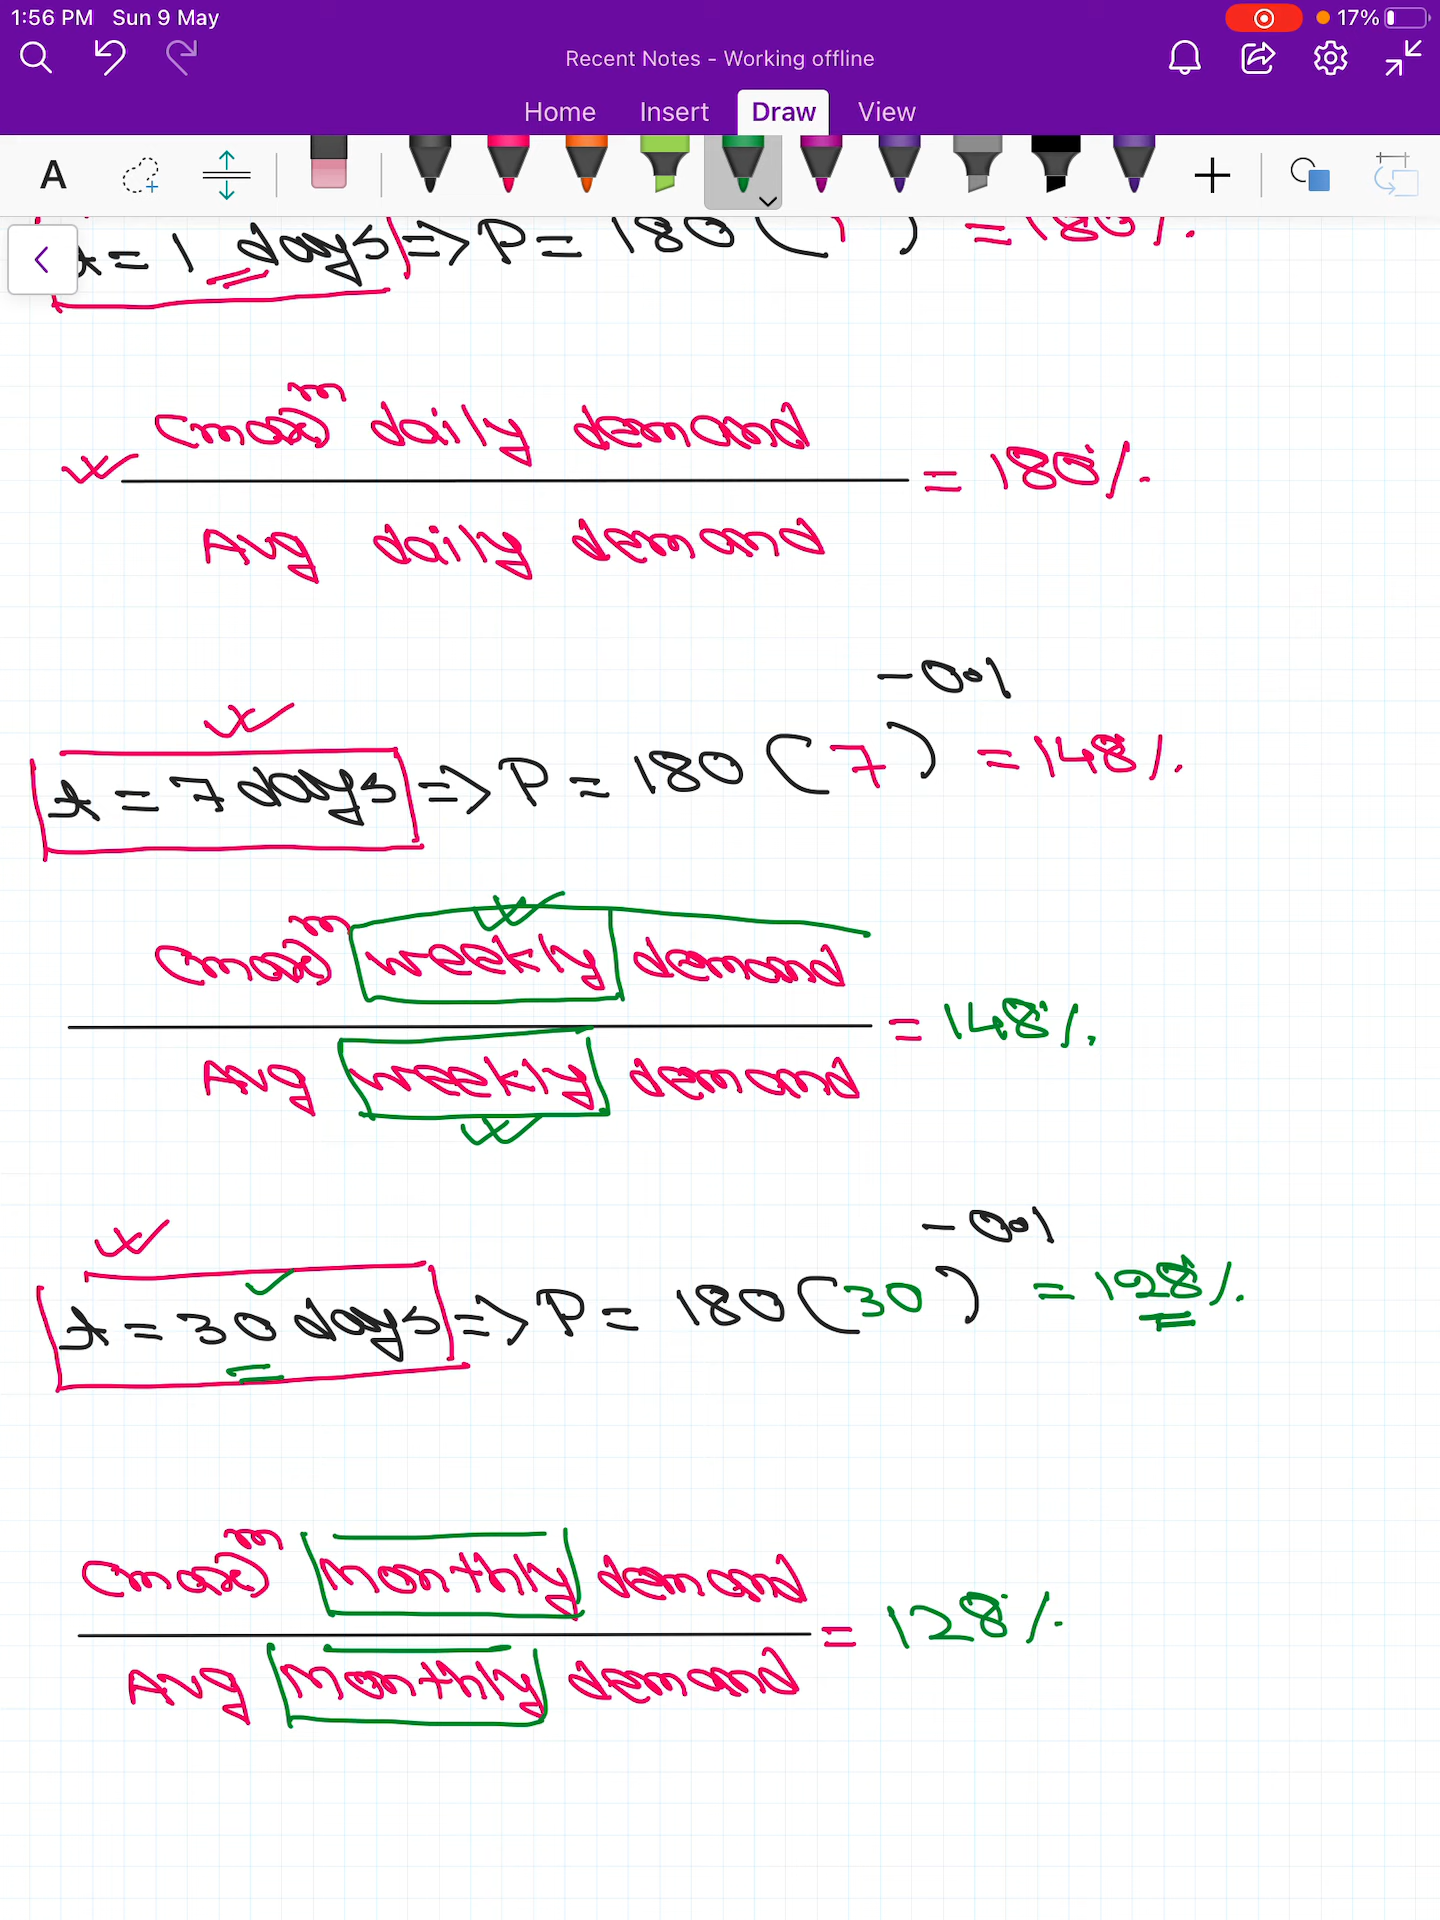 1:56 PM Sun 9 May 17%
Recent Notes - Working offline
Home Insert Draw View
A
t = 1 days => P = 180 ( 1 ) = 180%.
(max)^m daily demand
= 180%.
Avg daily demand
t = 7 days => P = 180 (7)^-0.1 = 148%.
(max)^m weekly demand
= 148%.
Avg weekly demand
t = 30 days => P = 180 (30)^-0.1 = 128%.
(max)^m Monthly demand
= 128%.
Avg Monthly demand